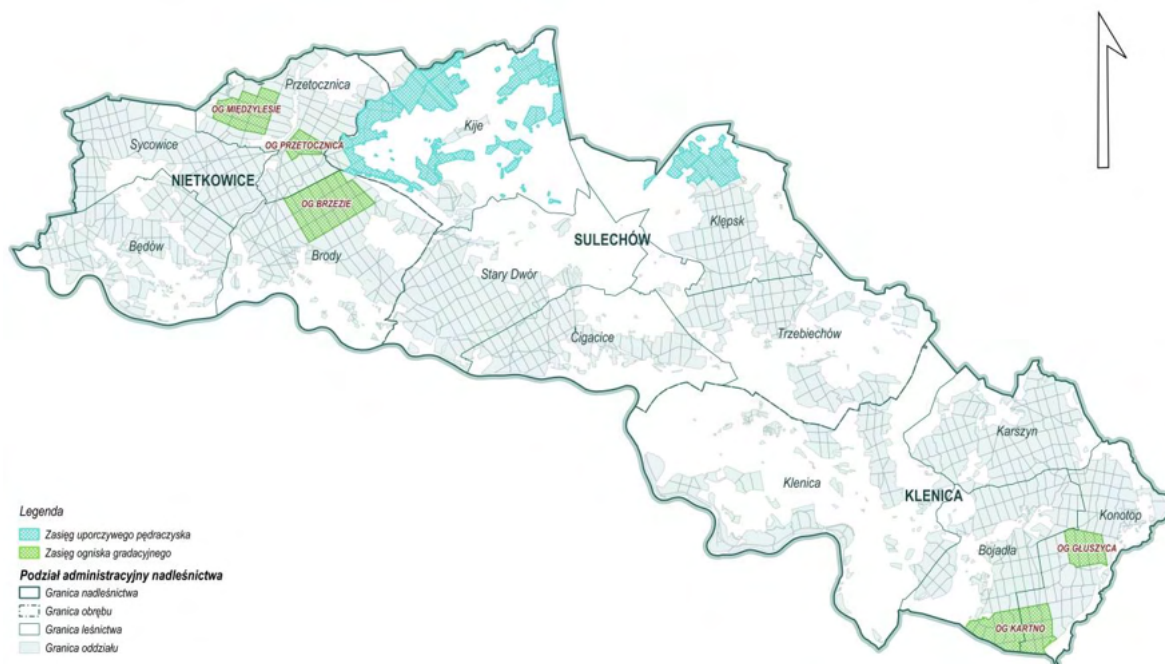 Przetocznica
OG MIĘDZYLESIE
Kije
Sycowice
OG PRZETOCZNICA
NIETKOWICE
OG BRZEZIE
Klępsk
Będów
Brody
SULECHÓW
Stary Dwór
Cigacice
Trzebiechów
Karszyn
Klenica
KLENICA
Konotop
Bojadła
OG GŁUSZYCA
OG KARTNO
Legenda
Zasięg uporczywego pędraczyska
Zasięg ogniska gradacyjnego
Podział administracyjny nadleśnictwa
Granica nadleśnictwa
Granica obrębu
Granica leśnictwa
Granica oddziału